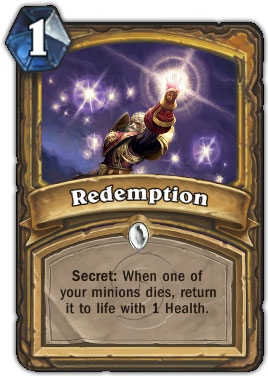 1
Redemption
Secret: When one of
your minions dies, return
it to life with 1 Health.